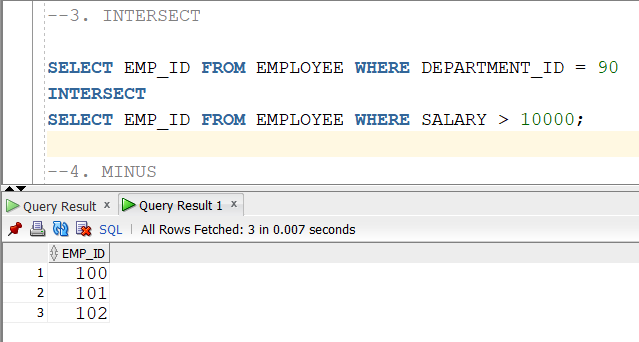 --3. INTERSECT
SELECT EMP_ID FROM EMPLOYEE WHERE DEPARTMENT_ID = 90
INTERSECT
SELECT EMP_ID FROM EMPLOYEE WHERE SALARY > 10000;
--4. MINUS
Query Result x Query Result 1 x
SQL | All Rows Fetched: 3 in 0.007 seconds
EMP_ID
1 100
2 101
3 102